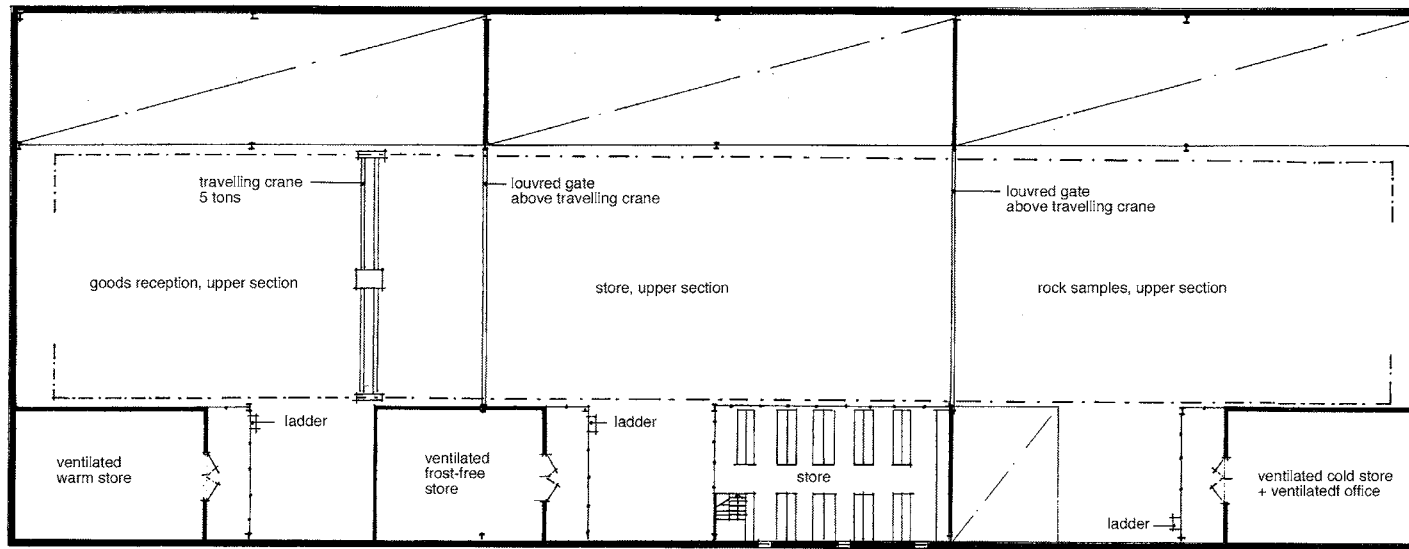 travelling crane
5 tons
louvred gate
above travelling crane
louvred gate
above travelling crane
goods reception, upper section
store, upper section
rock samples, upper section
ladder
ladder
ventilated
warm store
ventilated
frost-free
store
store
ventilated cold store
+ ventilatedf office
ladder